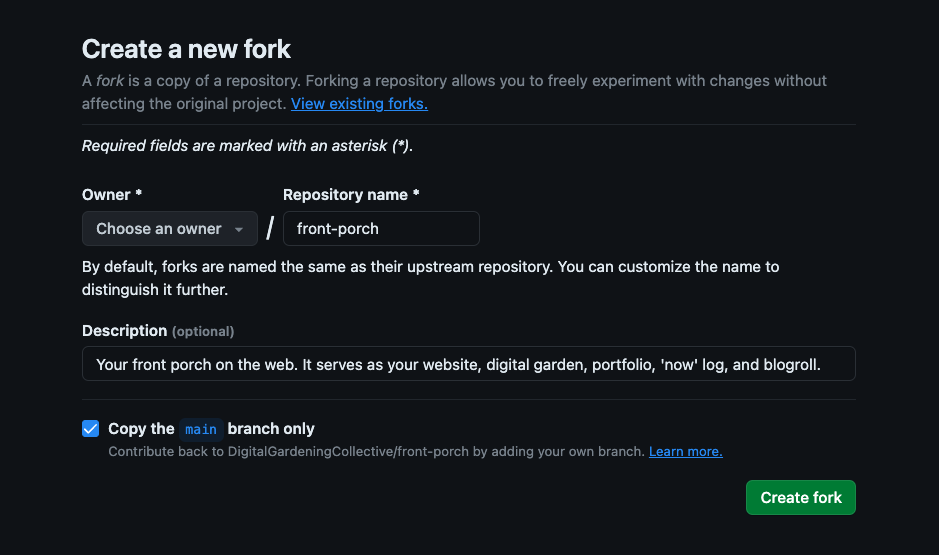 Create a new fork
A fork is a copy of a repository. Forking a repository allows you to freely experiment with changes without
affecting the original project. View existing forks.
Required fields are marked with an asterisk (*).
Owner * Repository name *
Choose an owner / front-porch
By default, forks are named the same as their upstream repository. You can customize the name to
distinguish it further.
Description (optional)
Your front porch on the web. It serves as your website, digital garden, portfolio, 'now' log, and blogroll.
Copy the main branch only
Contribute back to DigitalGardeningCollective/front-porch by adding your own branch. Learn more.
Create fork